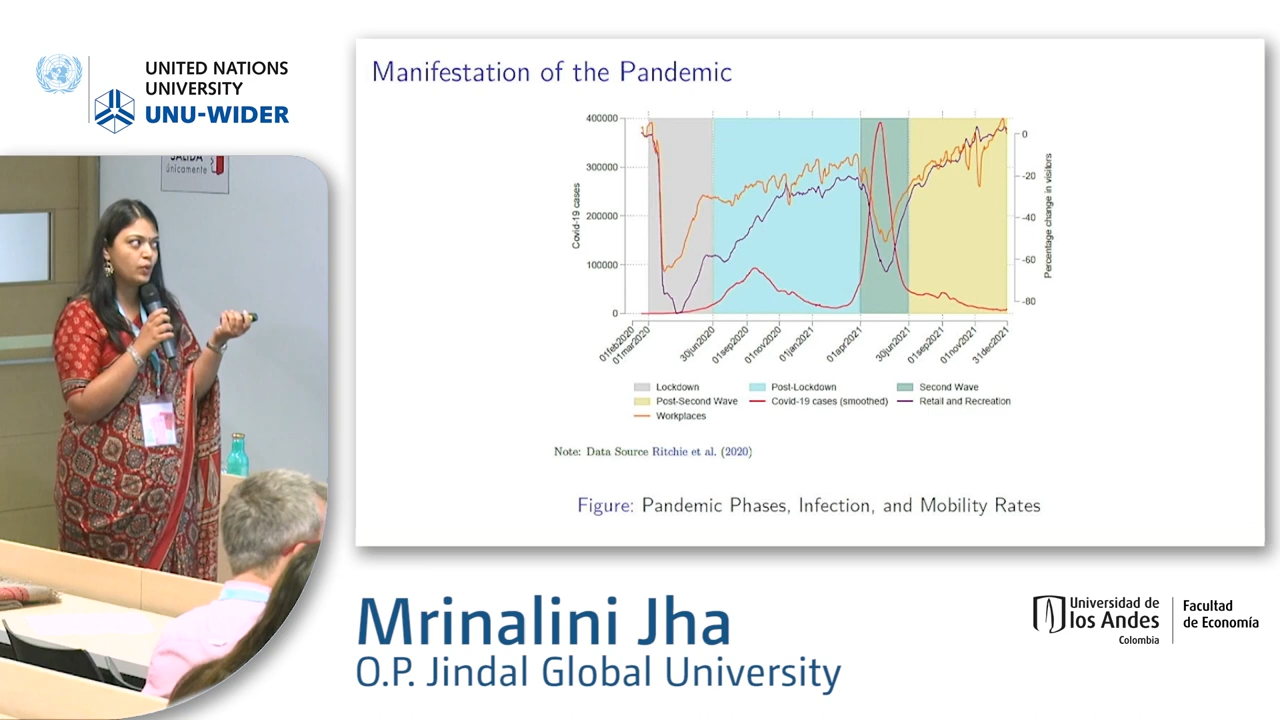 UNITED NATIONS
UNIVERSITY
UNU-WIDER
SALIDA
únicamente
Manifestation of the Pandemic
400000
300000
200000
100000
0
Covid-19 cases
0
-20
-40
-60
-80
Percentage change in visitors
01feb2020
01mar2020
30jun2020
01sep2020
01nov2020
01jan2021
01apr2021
30jun2021
01sep2021
01nov2021
31dec2021
Lockdown
Post-Lockdown
Second Wave
Post-Second Wave
Covid-19 cases (smoothed)
Retail and Recreation
Workplaces
Note: Data Source Ritchie et al. (2020)
Figure: Pandemic Phases, Infection, and Mobility Rates
Mrinalini Jha
O.P. Jindal Global University
Universidad de
los Andes
Colombia
Facultad
de Economía